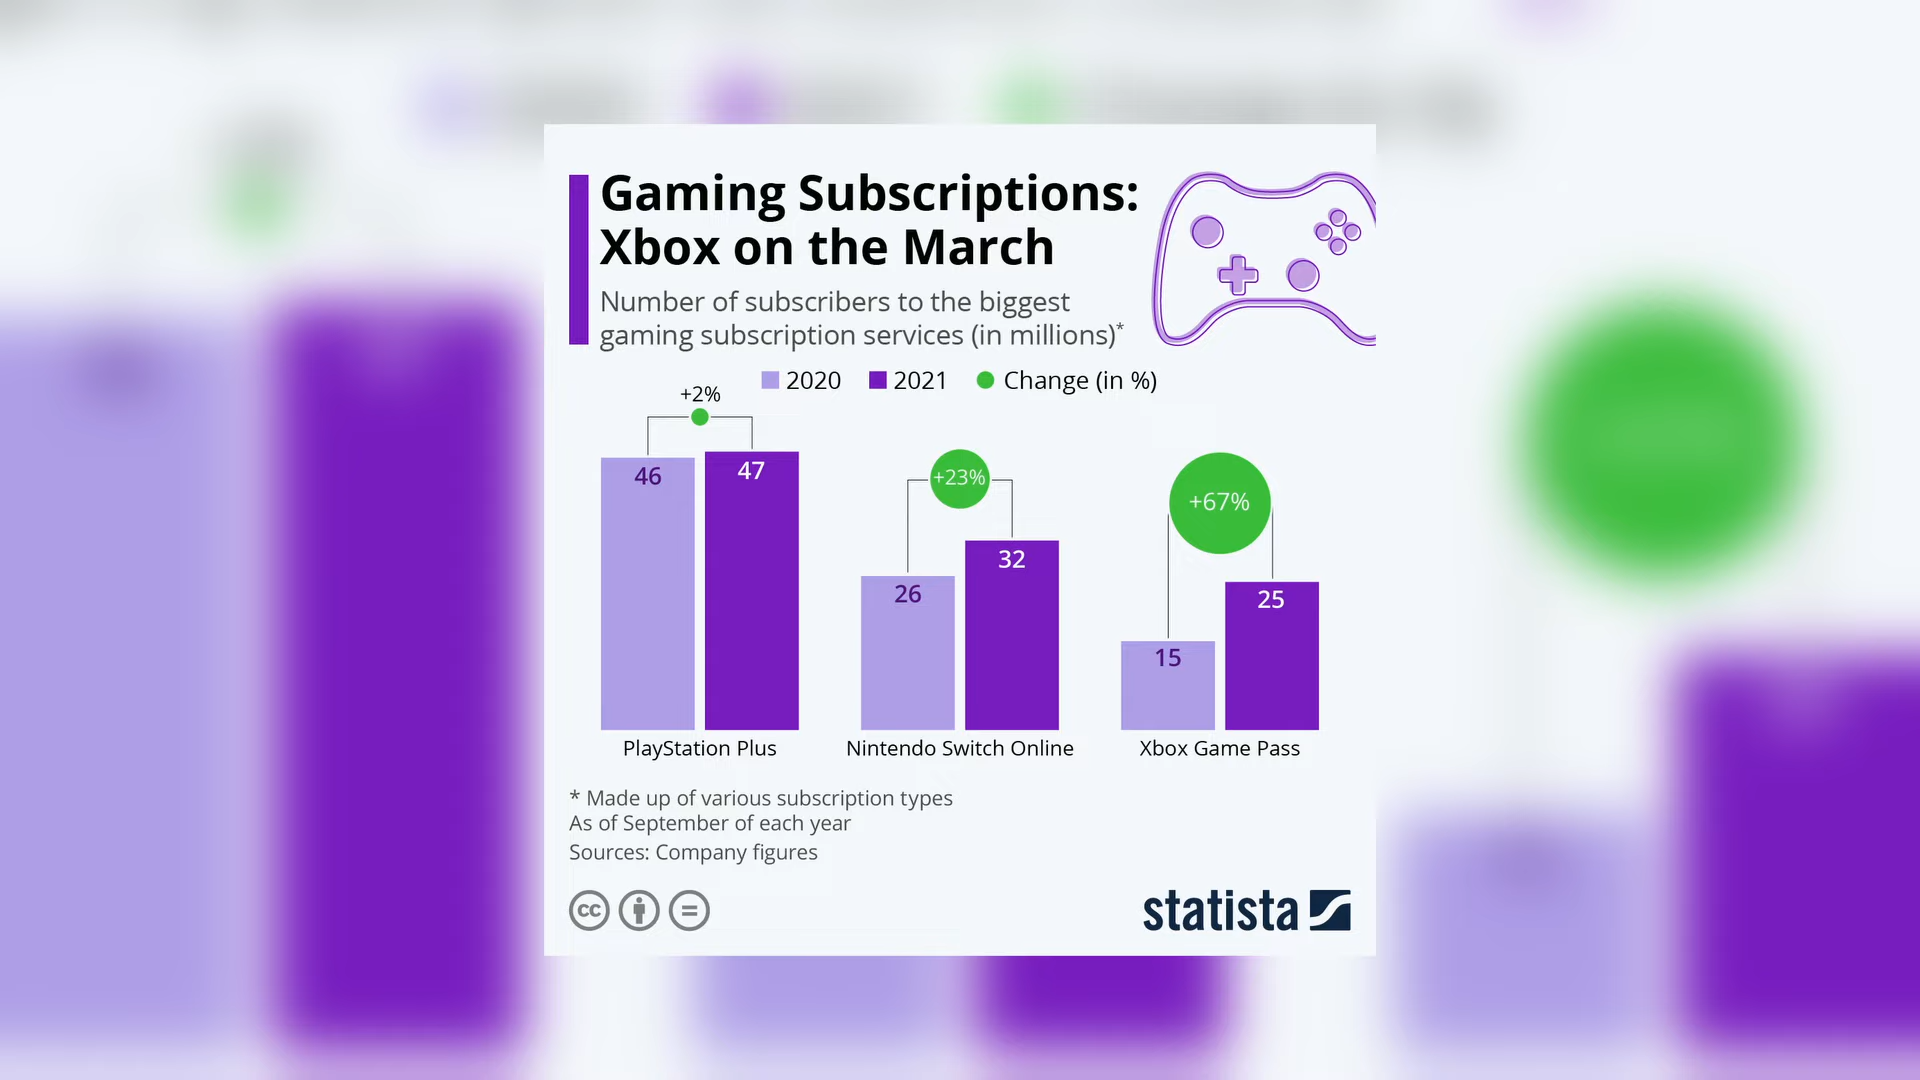 Gaming Subscriptions:
Xbox on the March
Number of subscribers to the biggest
gaming subscription services (in millions)*
2020 2021 Change (in %)
+2%
46 47
+23%
26 32
+67%
15 25
PlayStation Plus Nintendo Switch Online Xbox Game Pass
* Made up of various subscription types
As of September of each year
Sources: Company figures
cc =
statista